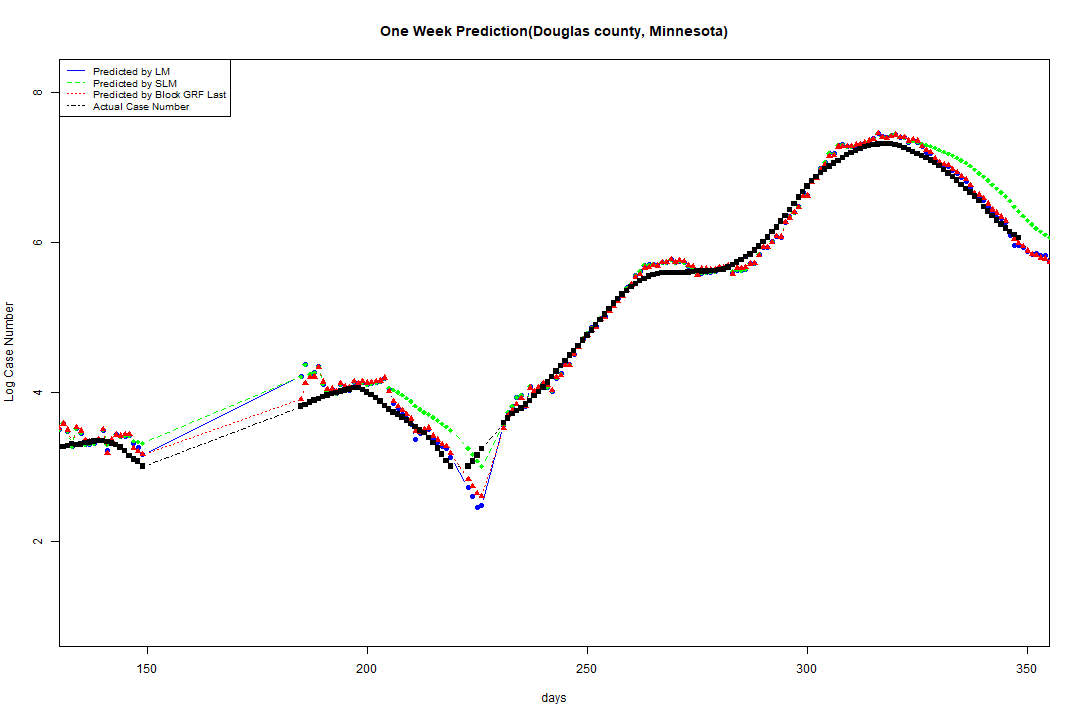 One Week Prediction(Douglas county, Minnesota)
Predicted by LM
Predicted by SLM
Predicted by Block GRF Last
Actual Case Number
8
6
4
2
Log Case Number
150 200 250 300 350
days